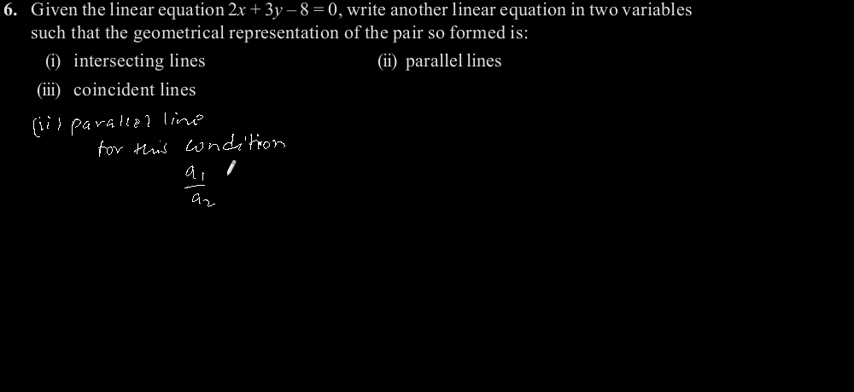 6. Given the linear equation 2x + 3y – 8 = 0, write another linear equation in two variables
such that the geometrical representation of the pair so formed is:
(i) intersecting lines (ii) parallel lines
(iii) coincident lines
(ii) parallel line
for this condition
a₁
a₂